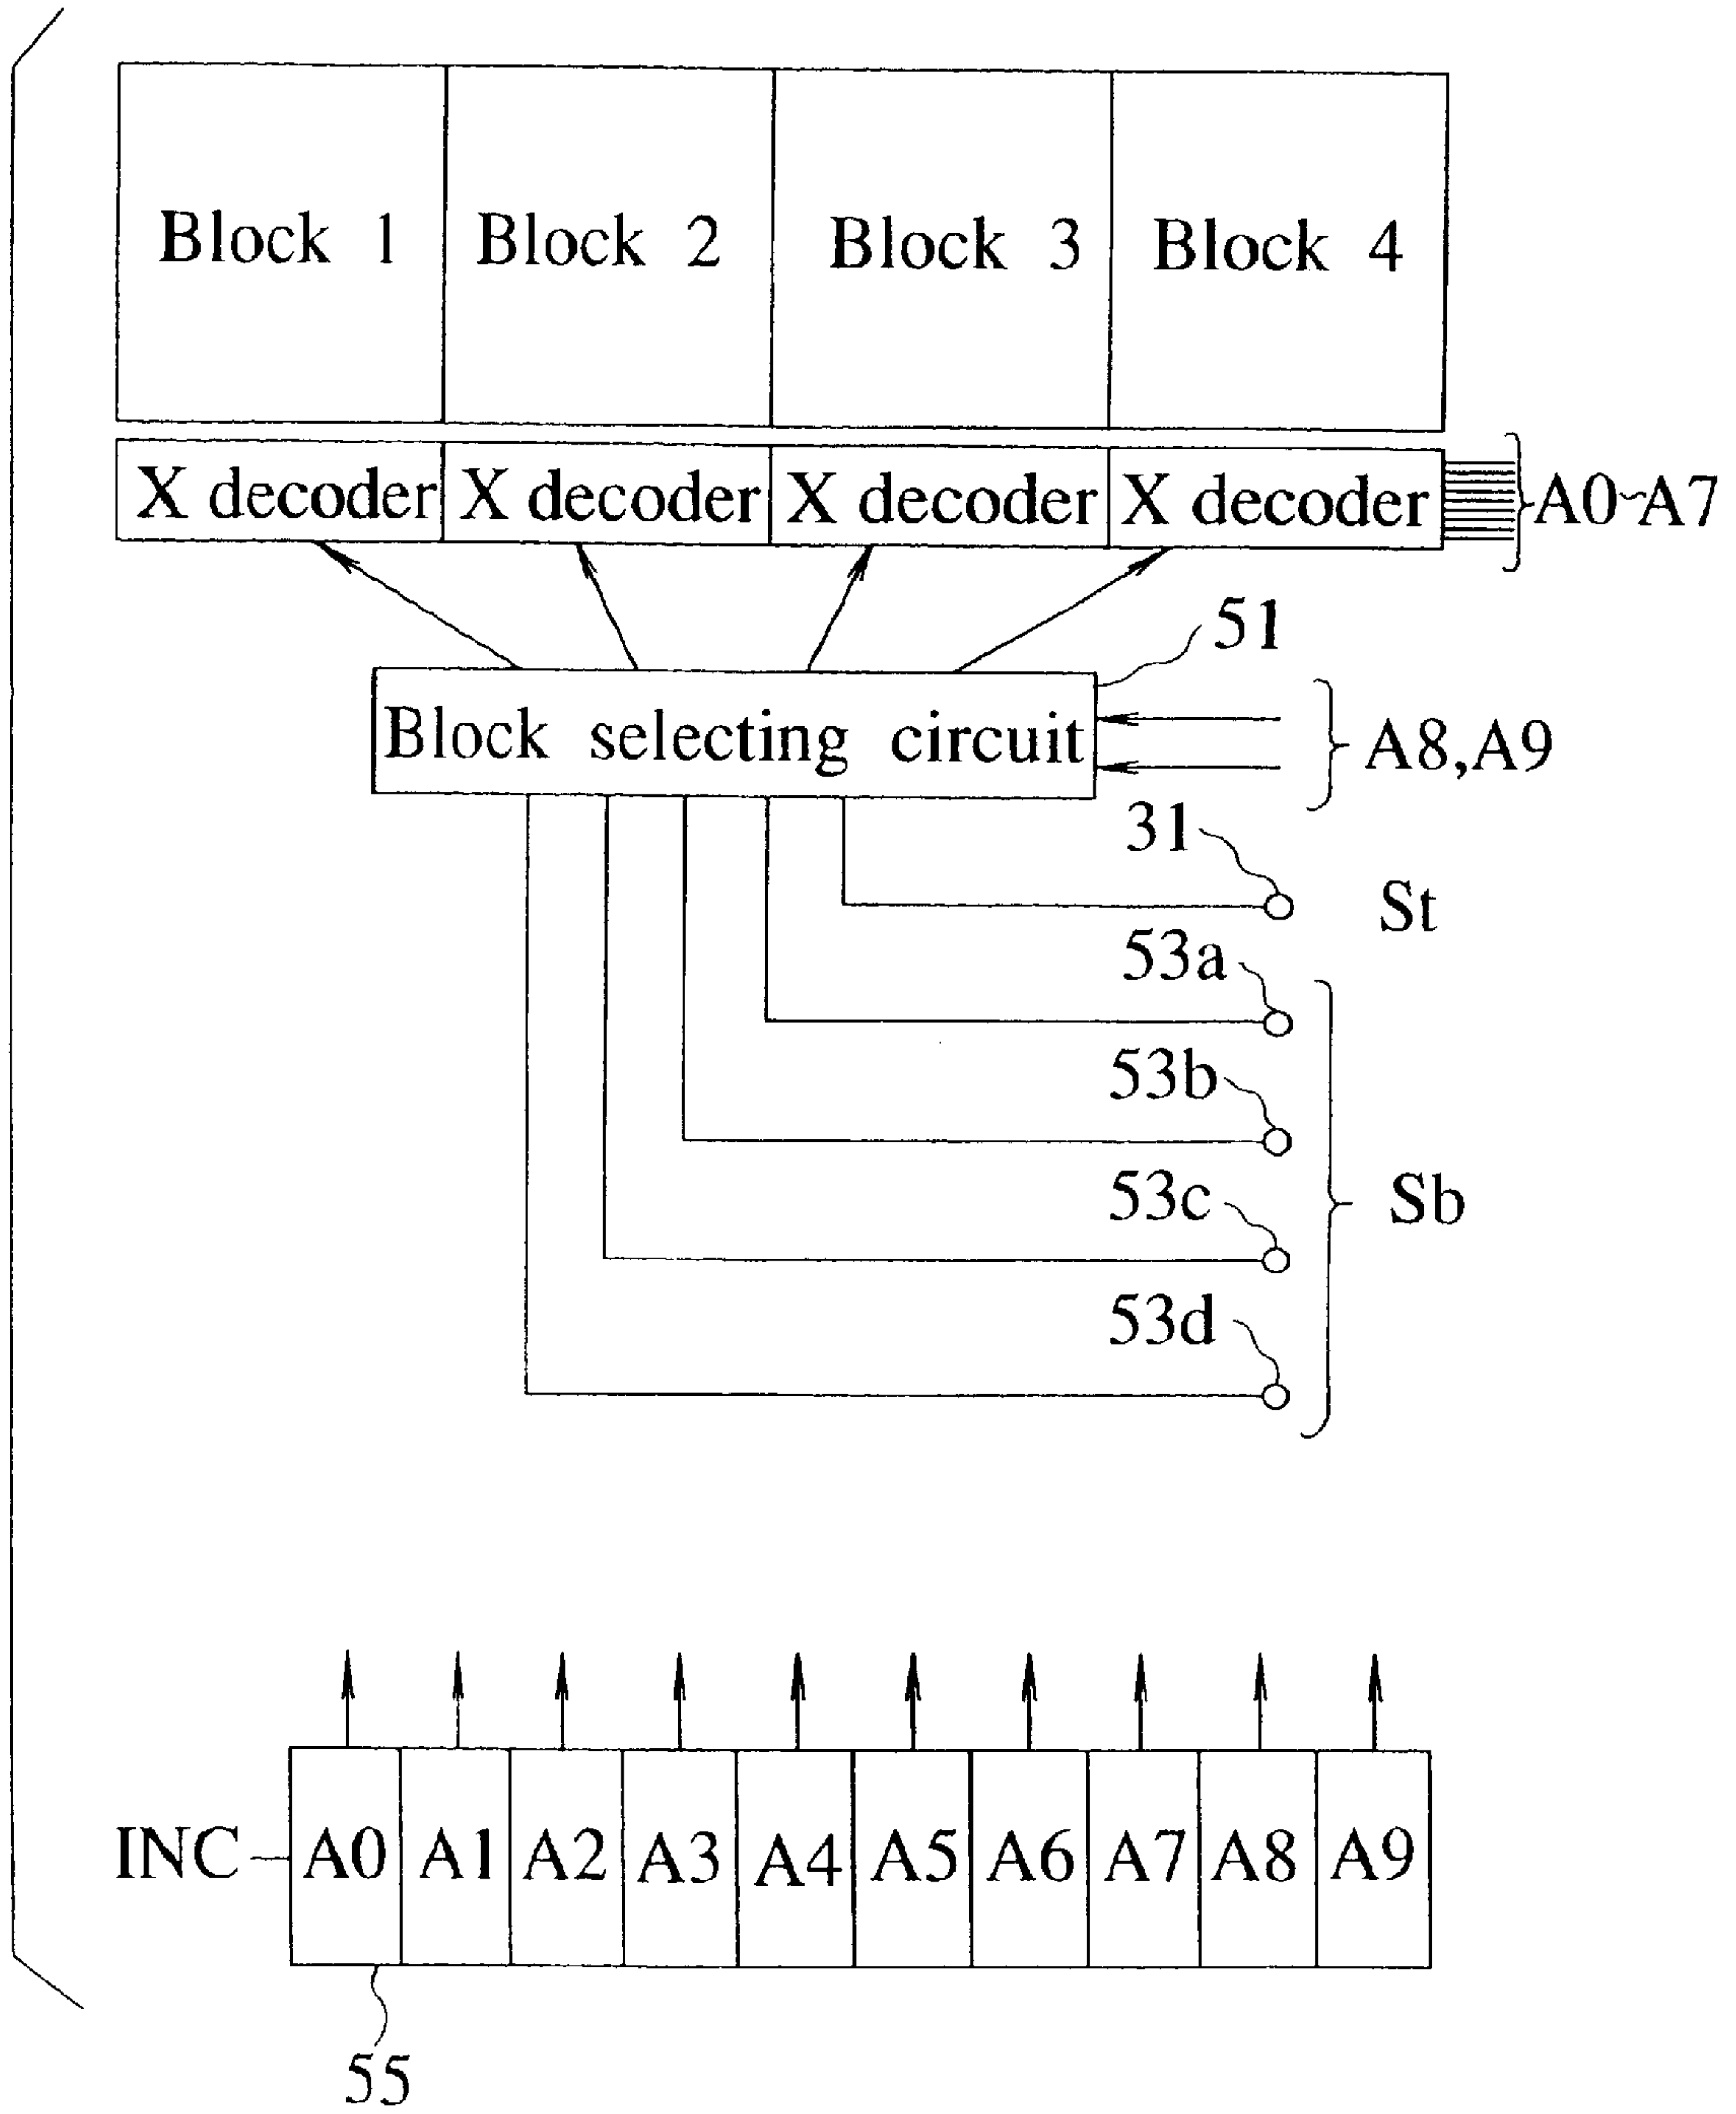 Block 1 Block 2 Block 3 Block 4
X decoder X decoder X decoder X decoder A0~A7
51
Block selecting circuit A8,A9
31
St
53a
53b
53c
Sb
53d
INC A0 A1 A2 A3 A4 A5 A6 A7 A8 A9
55